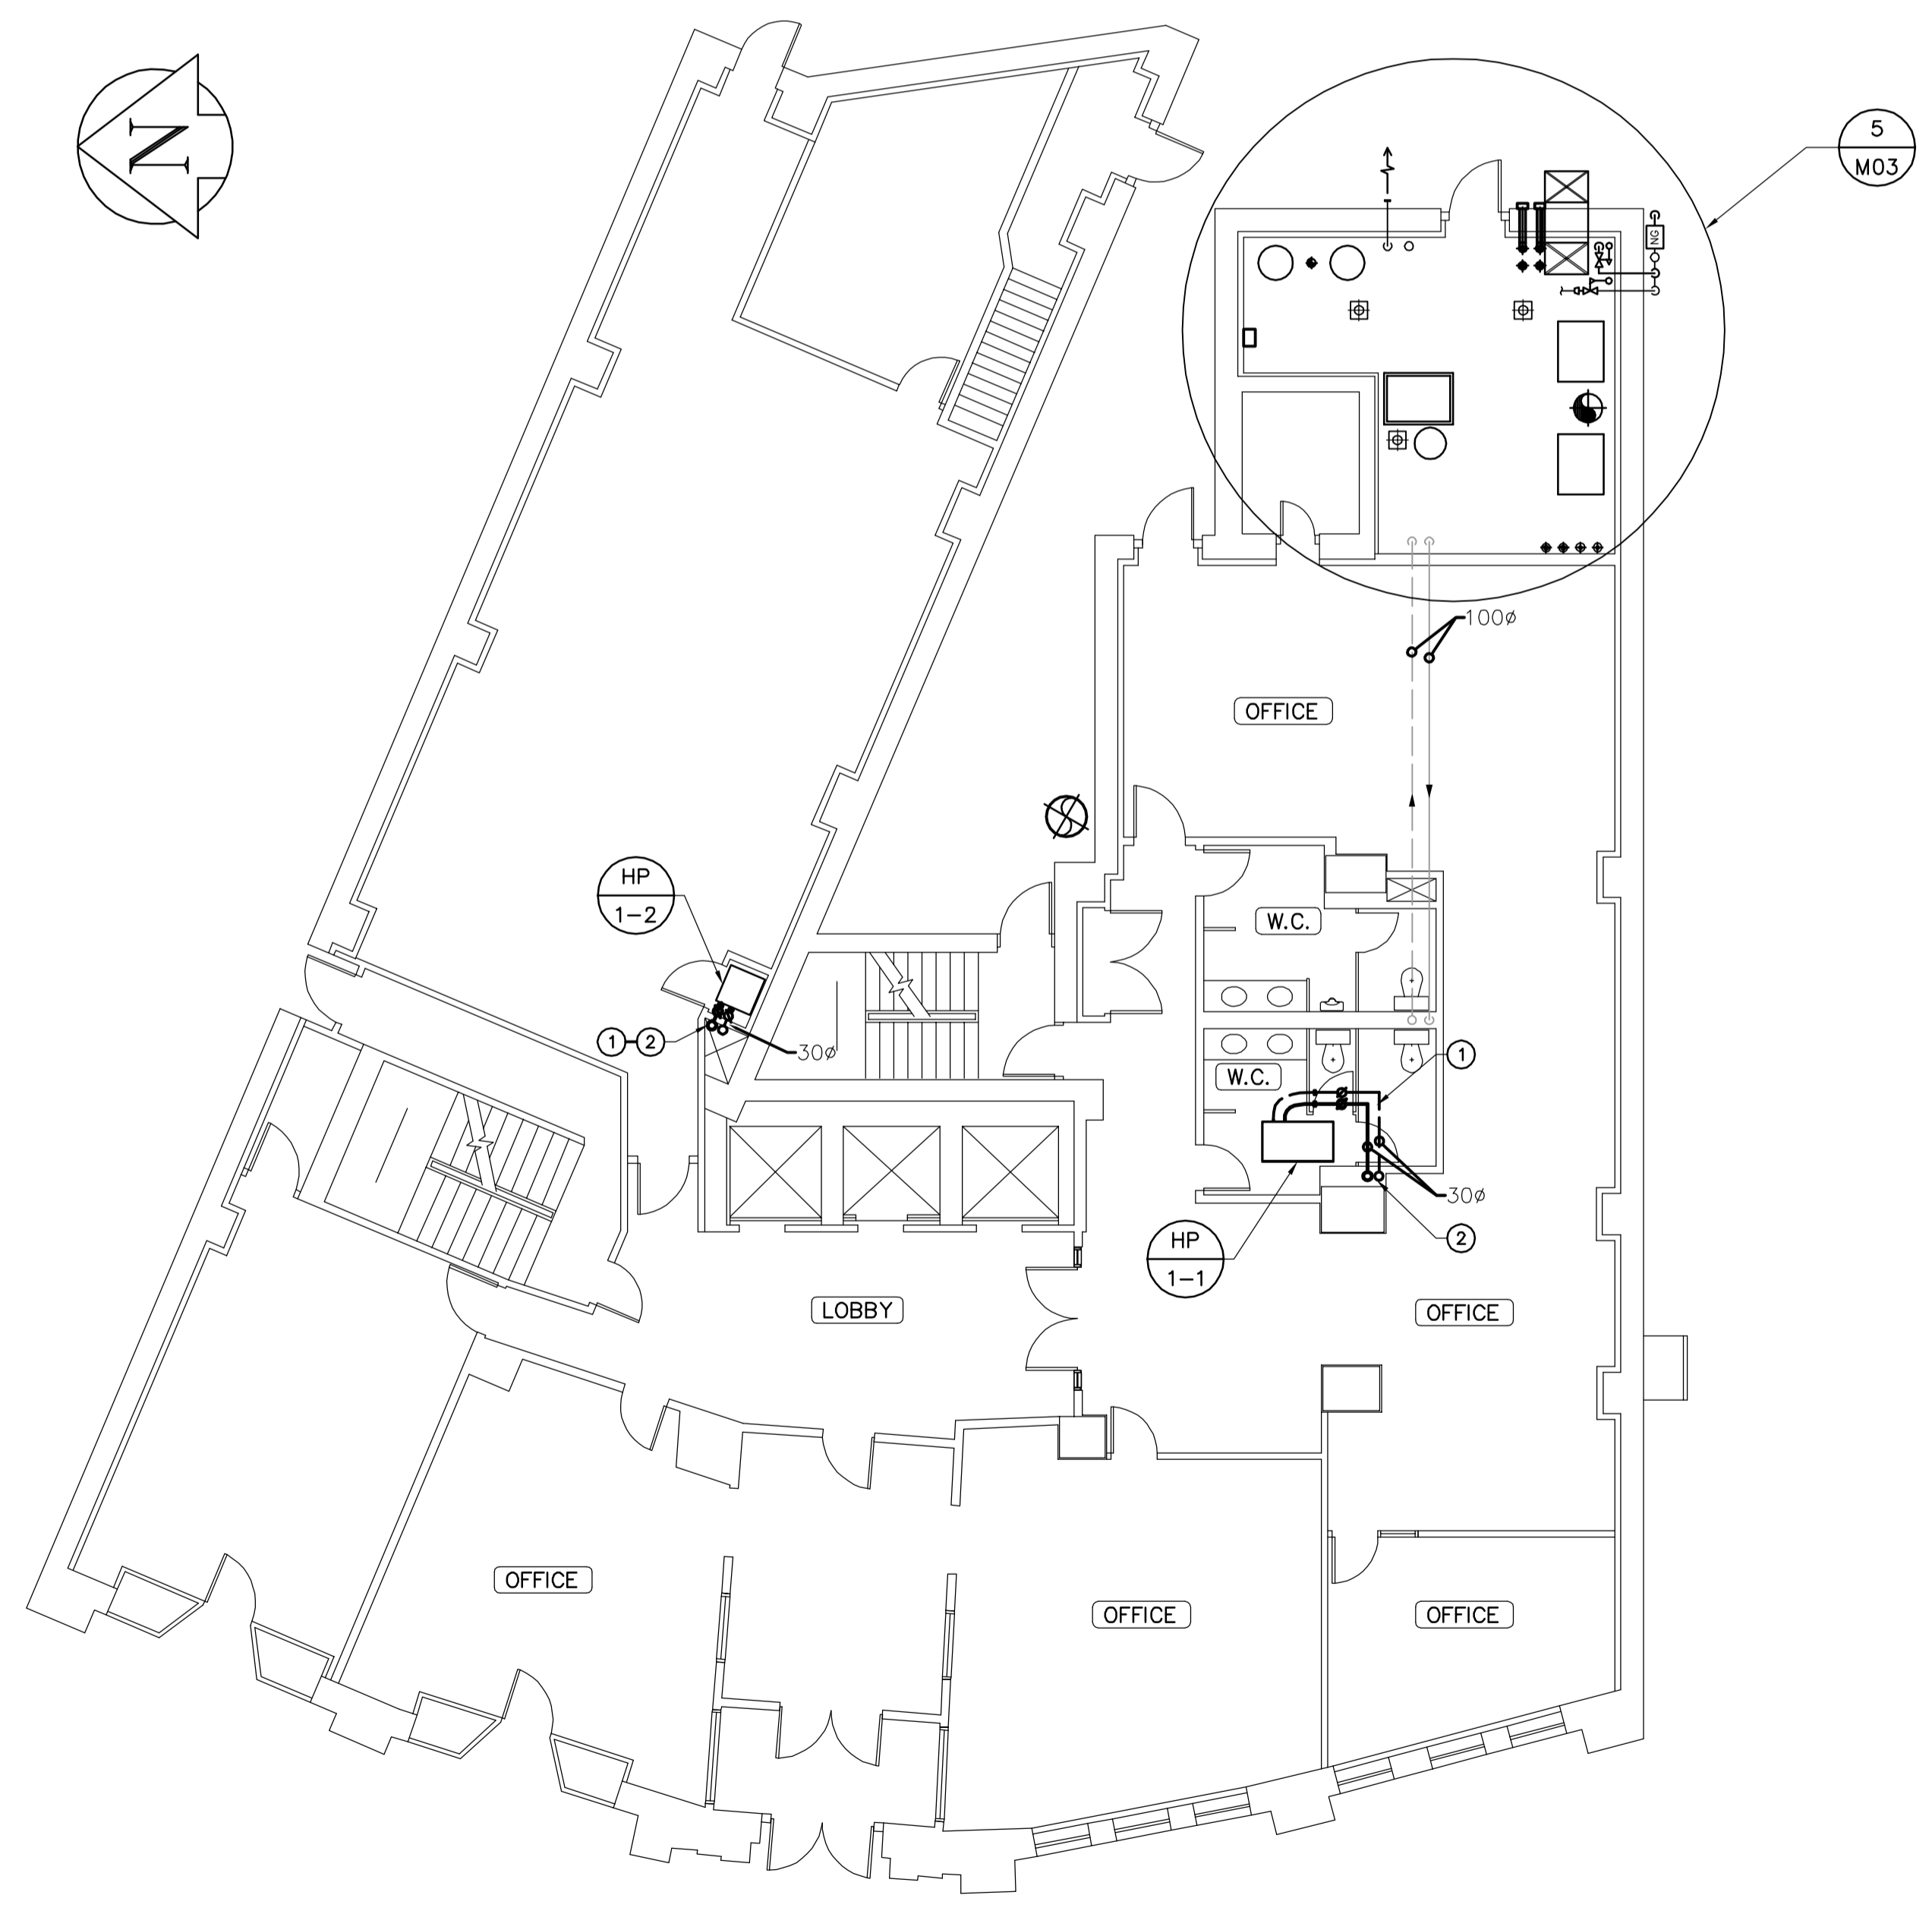 N
5
M03
NG
100ø
OFFICE
HP
1-2
W.C.
1
2
30ø
1
W.C.
30ø
2
HP
1-1
LOBBY
OFFICE
OFFICE
OFFICE
OFFICE